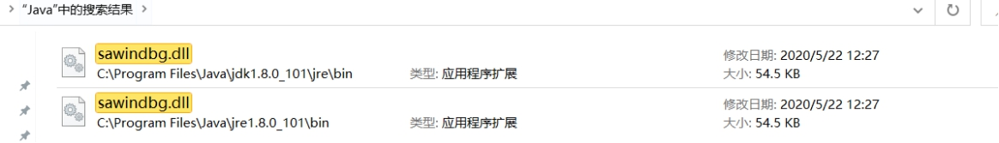 “Java”中的搜索结果
sawindbg.dll
修改日期: 2020/5/22 12:27
C:\Program Files\Java\jdk1.8.0_101\jre\bin
类型: 应用程序扩展
大小: 54.5 KB
sawindbg.dll
修改日期: 2020/5/22 12:27
C:\Program Files\Java\jre1.8.0_101\bin
类型: 应用程序扩展
大小: 54.5 KB